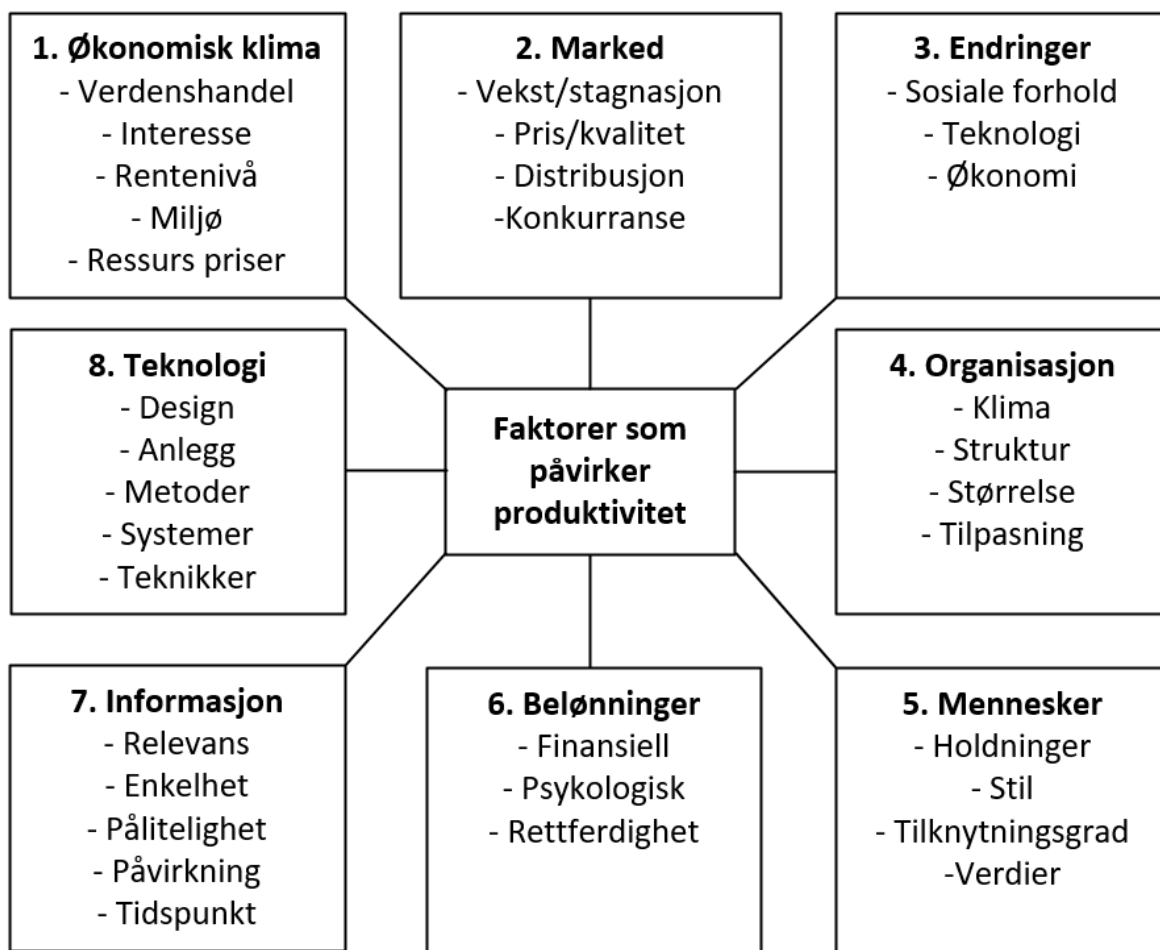 1. Økonomisk klima
- Verdenshandel
- Interesse
- Rentenivå
- Miljø
- Ressurs priser
2. Marked
- Vekst/stagnasjon
- Pris/kvalitet
- Distribusjon
-Konkurranse
3. Endringer
- Sosiale forhold
- Teknologi
- Økonomi
8. Teknologi
- Design
- Anlegg
- Metoder
- Systemer
- Teknikker
Faktorer som
påvirker
produktivitet
4. Organisasjon
- Klima
- Struktur
- Størrelse
- Tilpasning
7. Informasjon
- Relevans
- Enkelhet
- Pålitelighet
- Påvirkning
- Tidspunkt
6. Belønninger
- Finansiell
- Psykologisk
- Rettferdighet
5. Mennesker
- Holdninger
- Stil
- Tilknytningsgrad
-Verdier